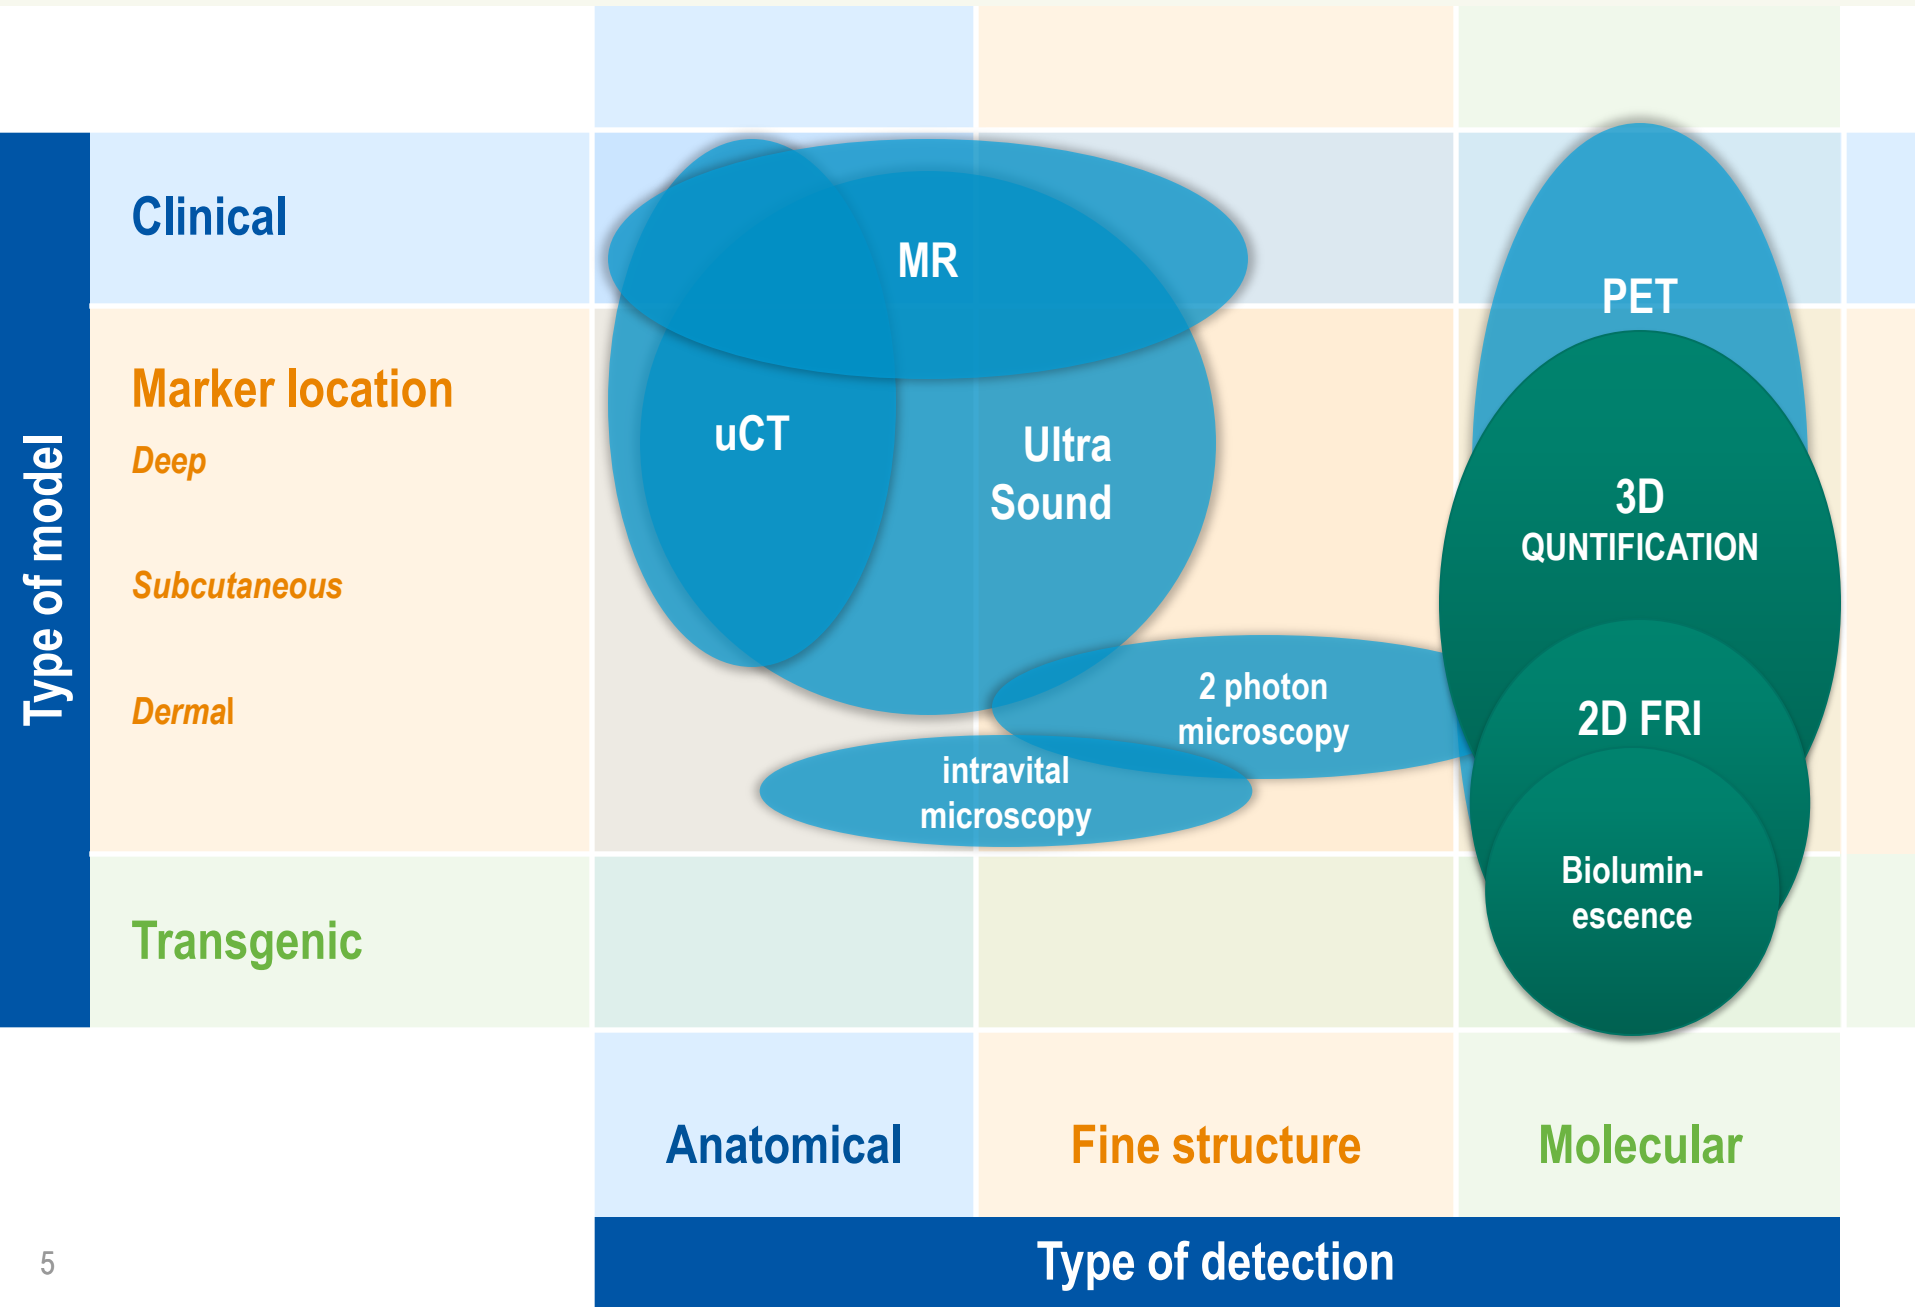 Type of model
Clinical
Marker location
Deep
Subcutaneous
Dermal
Transgenic
MR
uCT
Ultra
Sound
2 photon
microscopy
intravital
microscopy
PET
3D
QUNTIFICATION
2D FRI
Biolumin-
escence
Anatomical
Fine structure
Molecular
Type of detection
5